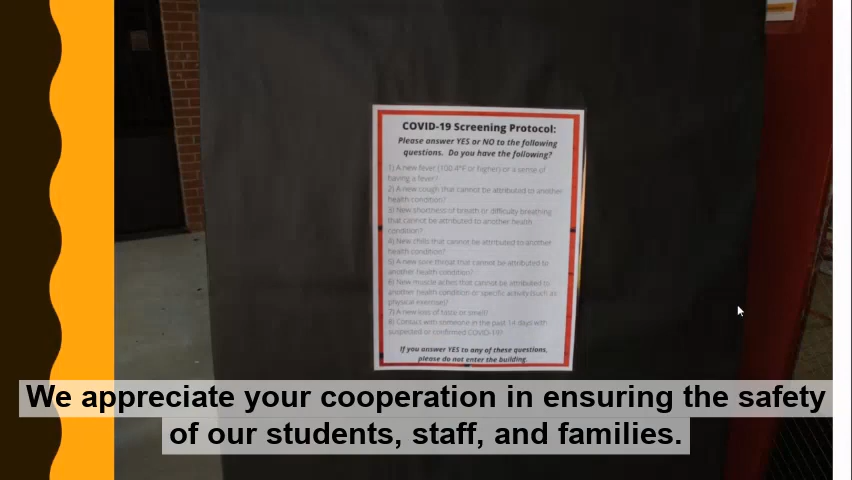 COVID-19 Screening Protocol:
Please answer YES or NO to the following
questions. Do you have the following?
1) A new fever (100.4°F or higher) or a sense of
having a fever?
2) A new cough that cannot be attributed to another
health condition?
3) New shortness of breath or difficulty breathing
that cannot be attributed to another health
condition?
4) New chills that cannot be attributed to another
health condition?
5) A new sore throat that cannot be attributed to
another health condition?
6) New muscle aches that cannot be attributed to
another health condition or specific activity (such as
physical exercise)?
7) A new loss of taste or smell?
8) Contact with someone in the past 14 days with
suspected or confirmed COVID-19?
If you answer YES to any of these questions,
please do not enter the building.
We appreciate your cooperation in ensuring the safety
of our students, staff, and families.